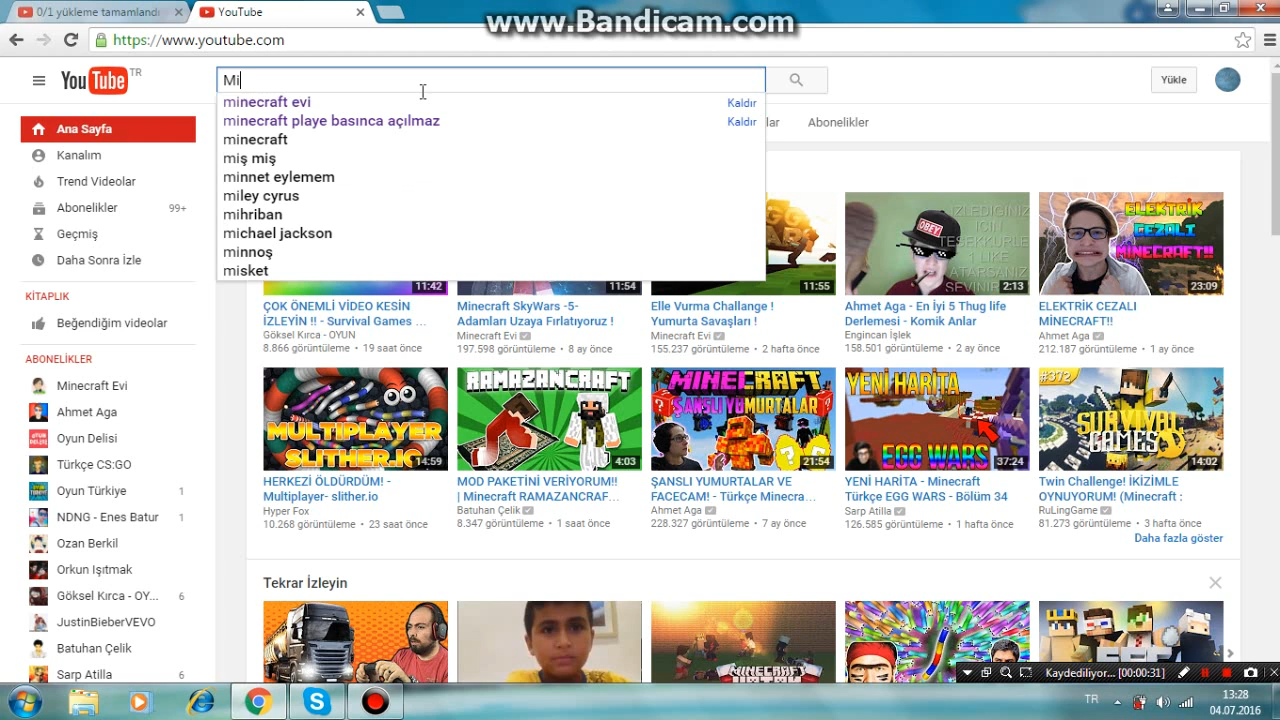 0/1 yükleme tamamlandı
YouTube
www.Bandicam.com
https://www.youtube.com
YouTube TR
Mi
Yükle
minecraft evi Kaldır
minecraft playe basınca açılmaz Kaldır
minecraft
miş miş
minnet eylemem
miley cyrus
mihriban
michael jackson
minnoş
misket
Abonelikler
Ana Sayfa
Kanalım
Trend Videolar
Abonelikler 99+
Geçmiş
Daha Sonra İzle
KİTAPLIK
Beğendiğim videolar
ABONELİKLER
Minecraft Evi
Ahmet Aga
Oyun Delisi
Türkçe CS:GO
Oyun Türkiye 1
NDNG - Enes Batur 1
Ozan Berkil
Orkun Işıtmak
Göksel Kırca - OY... 6
JustinBieberVEVO
Batuhan Çelik
Sarp Atilla 6
11:42
ÇOK ÖNEMLİ VİDEO KESİN
İZLEYİN !! - Survival Games ...
Göksel Kırca - OYUN
8.866 görüntüleme • 19 saat önce
11:54
Minecraft SkyWars -5-
Adamları Uzaya Fırlatıyoruz !
Minecraft Evi
197.598 görüntüleme • 8 ay önce
11:55
Elle Vurma Challange !
Yumurta Savaşları !
Minecraft Evi
155.237 görüntüleme • 2 hafta önce
OBEY
İZLEDİĞİNİZ
İÇİN
TEŞEKKÜRLER
1 LIKE
ATARSANIZ
SEVİNİR
2:13
Ahmet Aga - En İyi 5 Thug life
Derlemesi - Komik Anlar
Engincan İşlek
158.501 görüntüleme • 2 ay önce
ELEKTRİK
CEZALI
MİNECRAFT!!
23:09
ELEKTRİK CEZALI
MİNECRAFT!!
Ahmet Aga
212.187 görüntüleme • 1 ay önce
MULTIPLAYER
SLITHER.IO
14:59
HERKEZİ ÖLDÜRDÜM! -
Multiplayer- slither.io
Hyper Fox
10.268 görüntüleme • 23 saat önce
RAMAZANCRAFT
4:03
MOD PAKETİNİ VERİYORUM!!
| Minecraft RAMAZANCRAF...
Batuhan Çelik
8.347 görüntüleme • 1 saat önce
MINECRAFT
ŞANSLI YUMURTALAR
21:54
ŞANSLI YUMURTALAR VE
FACECAM! - Türkçe Minecra...
Ahmet Aga
228.327 görüntüleme • 7 ay önce
YENİ HARİTA
EGG WARS
37:24
YENİ HARİTA - Minecraft
Türkçe EGG WARS - Bölüm 34
Sarp Atilla
126.585 görüntüleme • 1 hafta önce
#372
SURVIVAL
GAMES
14:02
Twin Challenge! İKİZİMLE
OYNUYORUM! (Minecraft :
RuLingGame
81.273 görüntüleme • 3 hafta önce
Daha fazla göster
Tekrar İzleyin
MINECRAFT
Kaydediliyor... [00:00:31]
TR
13:28
04.07.2016